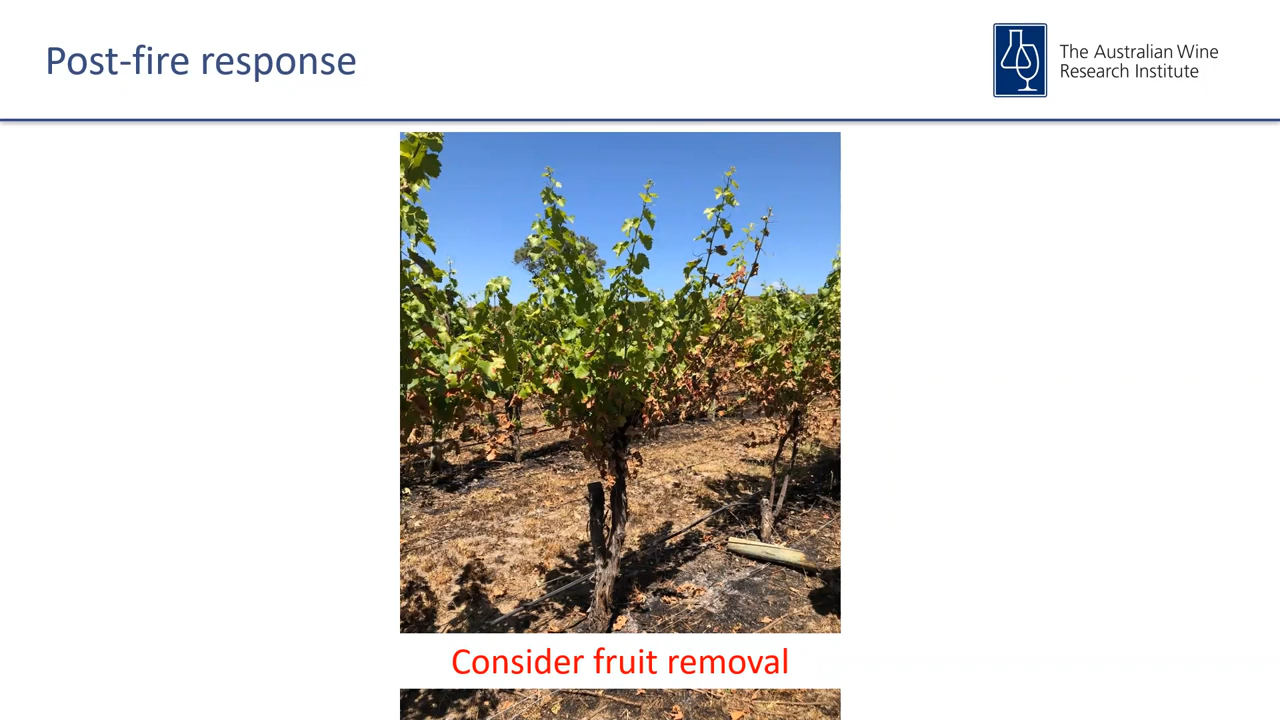 Post-fire response
The Australian Wine
Research Institute
Consider fruit removal